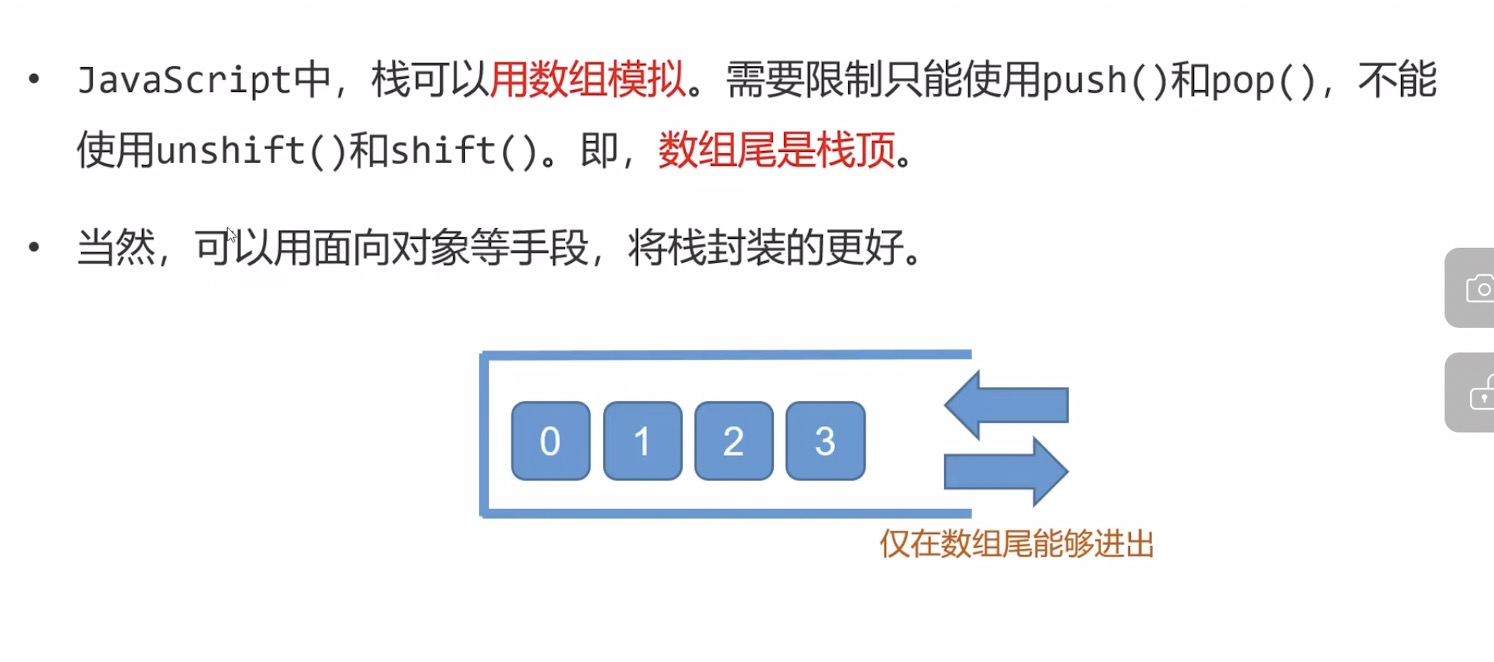 • JavaScript中，栈可以用数组模拟。需要限制只能使用push()和pop()，不能
使用unshift()和shift()。即，数组尾是栈顶。
• 当然，可以用面向对象等手段，将栈封装的更好。
0 1 2 3
仅在数组尾能够进出